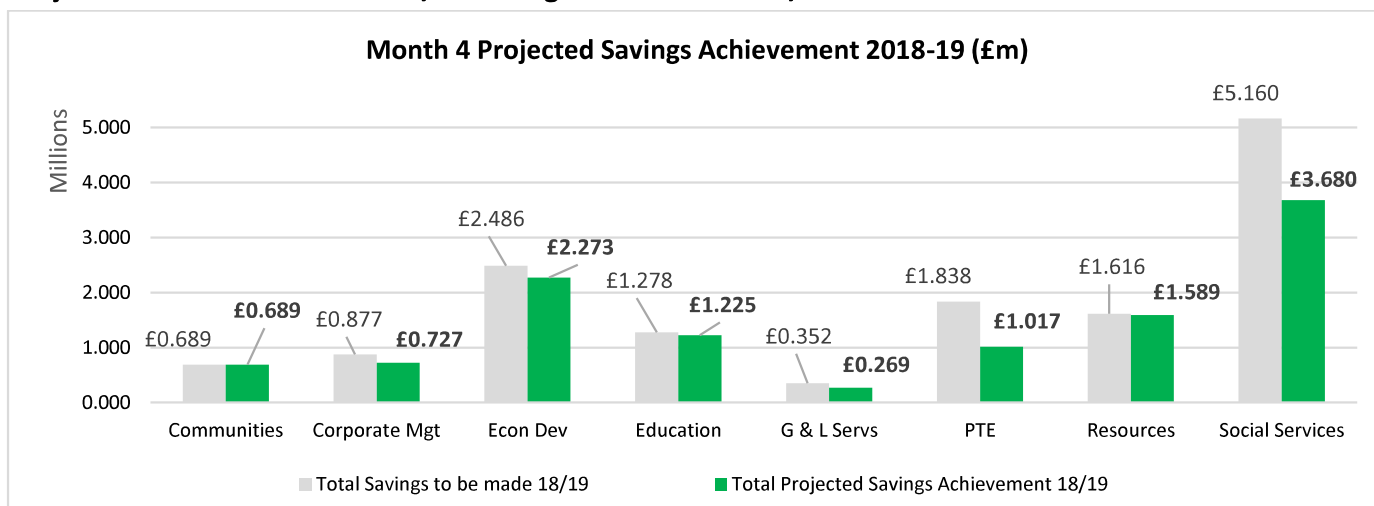 Month 4 Projected Savings Achievement 2018-19 (£m)
Millions
5.000
4.000
3.000
2.000
1.000
0.000
£0.689
£0.689
£0.877
£0.727
£2.486
£2.273
£1.278
£1.225
£0.352
£0.269
£1.838
£1.017
£1.616
£1.589
£5.160
£3.680
Communities
Corporate Mgt
Econ Dev
Education
G & L Servs
PTE
Resources
Social Services
Total Savings to be made 18/19
Total Projected Savings Achievement 18/19